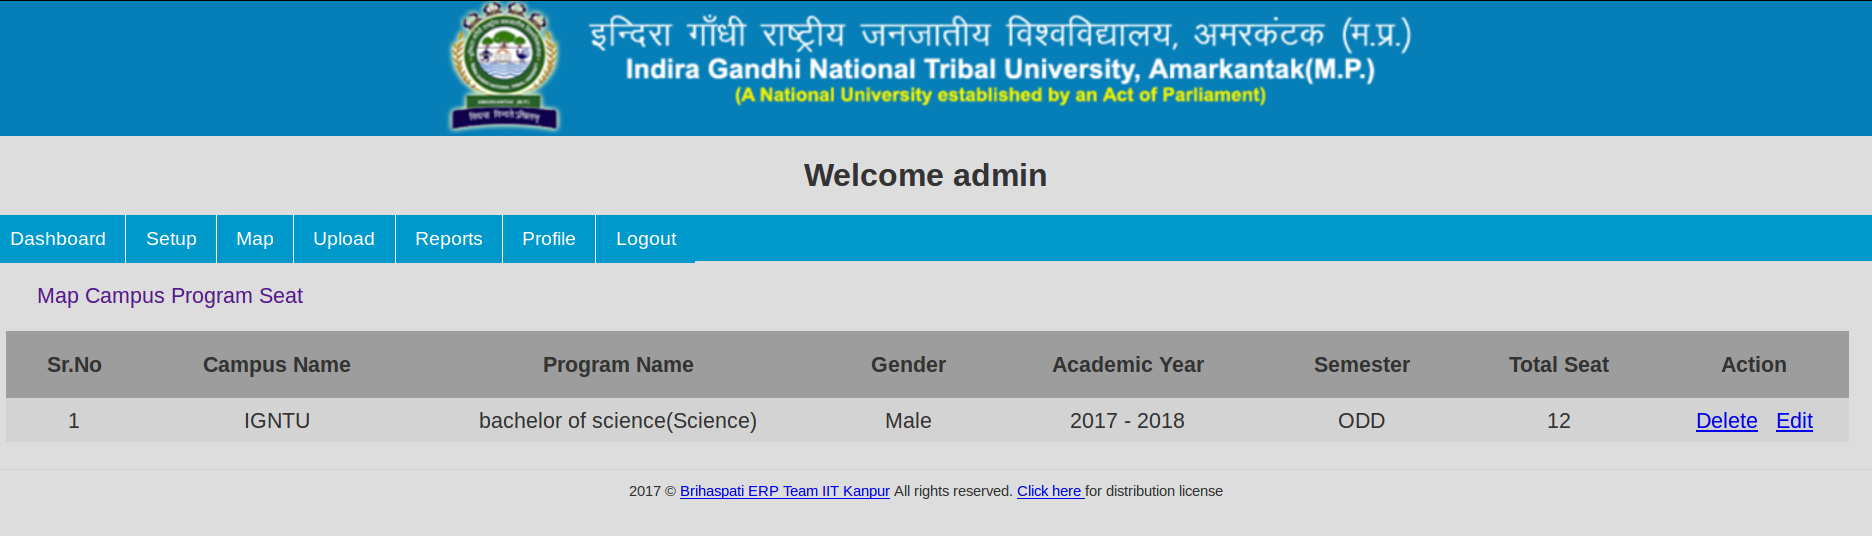 इन्दिरा गाँधी राष्ट्रीय जनजातीय विश्वविद्यालय, अमरकंटक (म.प्र.)
Indira Gandhi National Tribal University, Amarkantak(M.P.)
(A National University established by an Act of Parliament)
AMARKANTAK (M.P.)
Welcome admin
Dashboard Setup Map Upload Reports Profile Logout
Map Campus Program Seat
Sr.No Campus Name Program Name Gender Academic Year Semester Total Seat Action
1 IGNTU bachelor of science(Science) Male 2017 - 2018 ODD 12 Delete Edit
2017 © Brihaspati ERP Team IIT Kanpur All rights reserved. Click here for distribution license